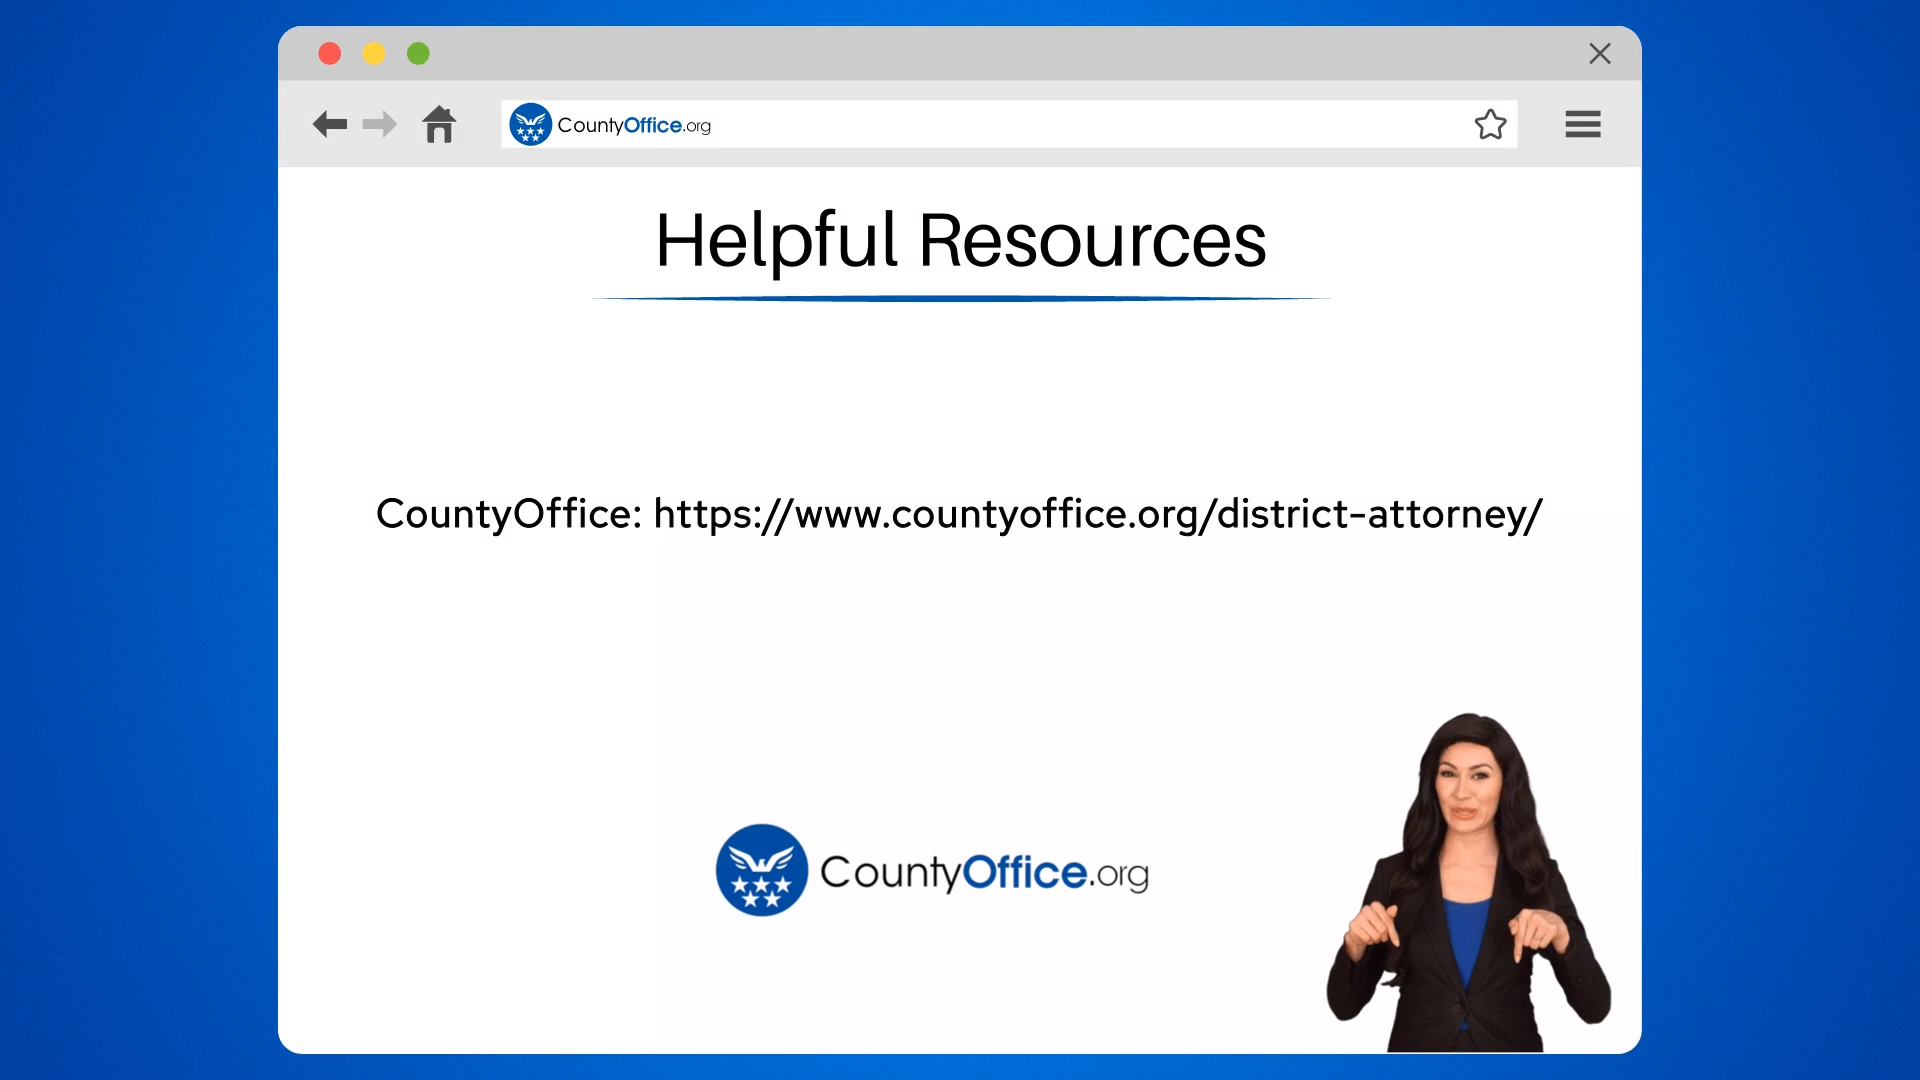 CountyOffice.org
Helpful Resources
CountyOffice: https://www.countyoffice.org/district-attorney/
CountyOffice.org